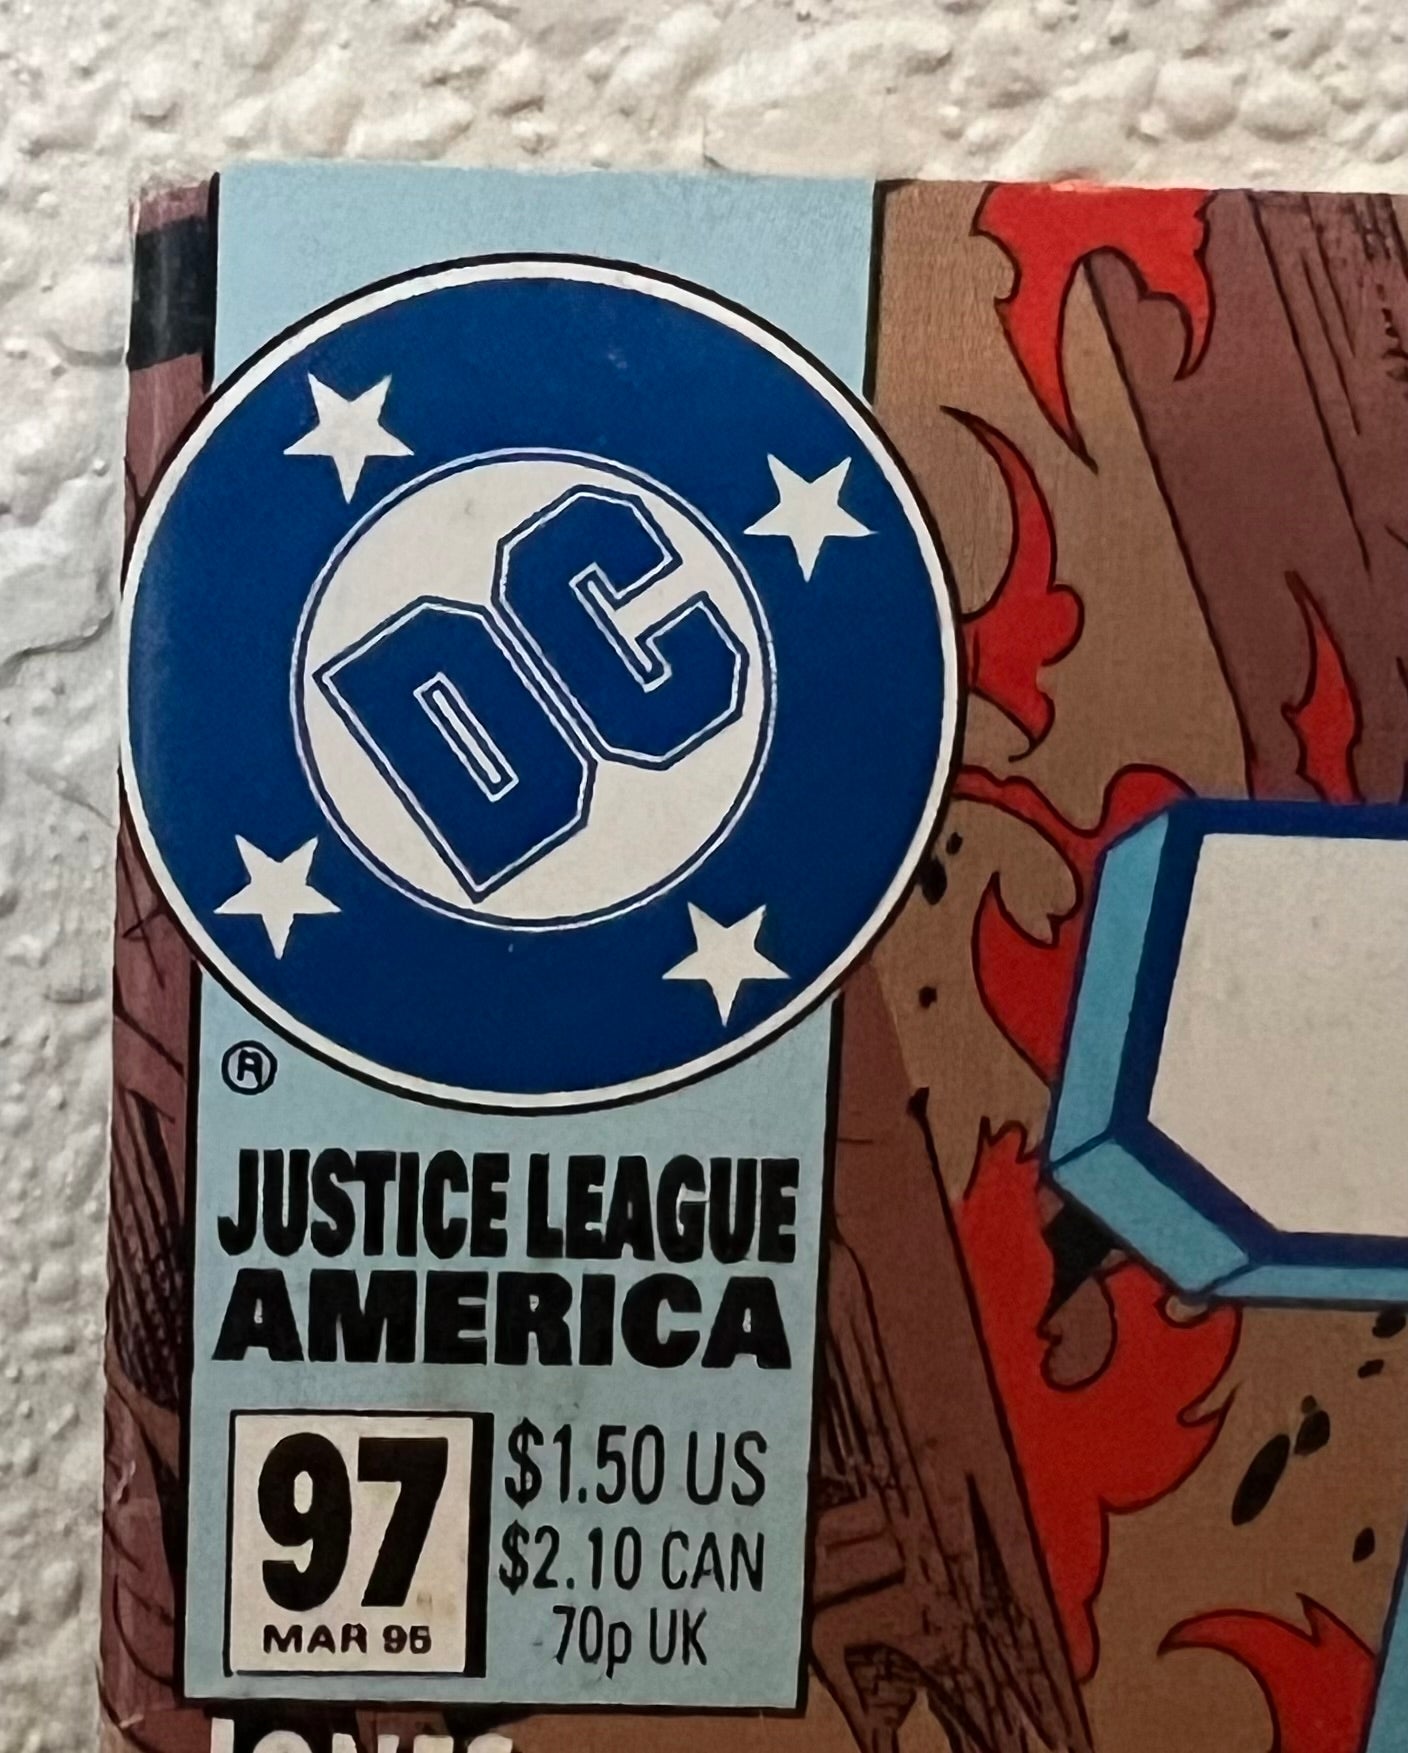 DC
®
JUSTICE LEAGUE
AMERICA
97
MAR 95
$1.50 US
$2.10 CAN
70p UK